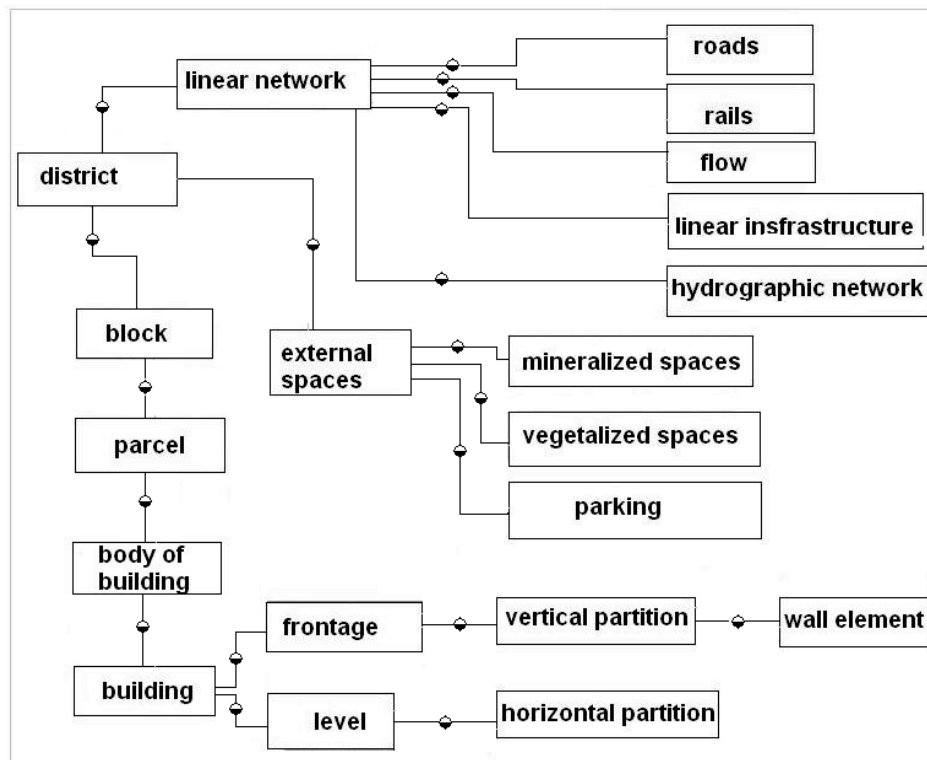 roads
linear network
rails
flow
district
linear insfrastructure
hydrographic network
block
external
spaces
mineralized spaces
vegetalized spaces
parcel
parking
body of
building
frontage
vertical partition
wall element
building
level
horizontal partition